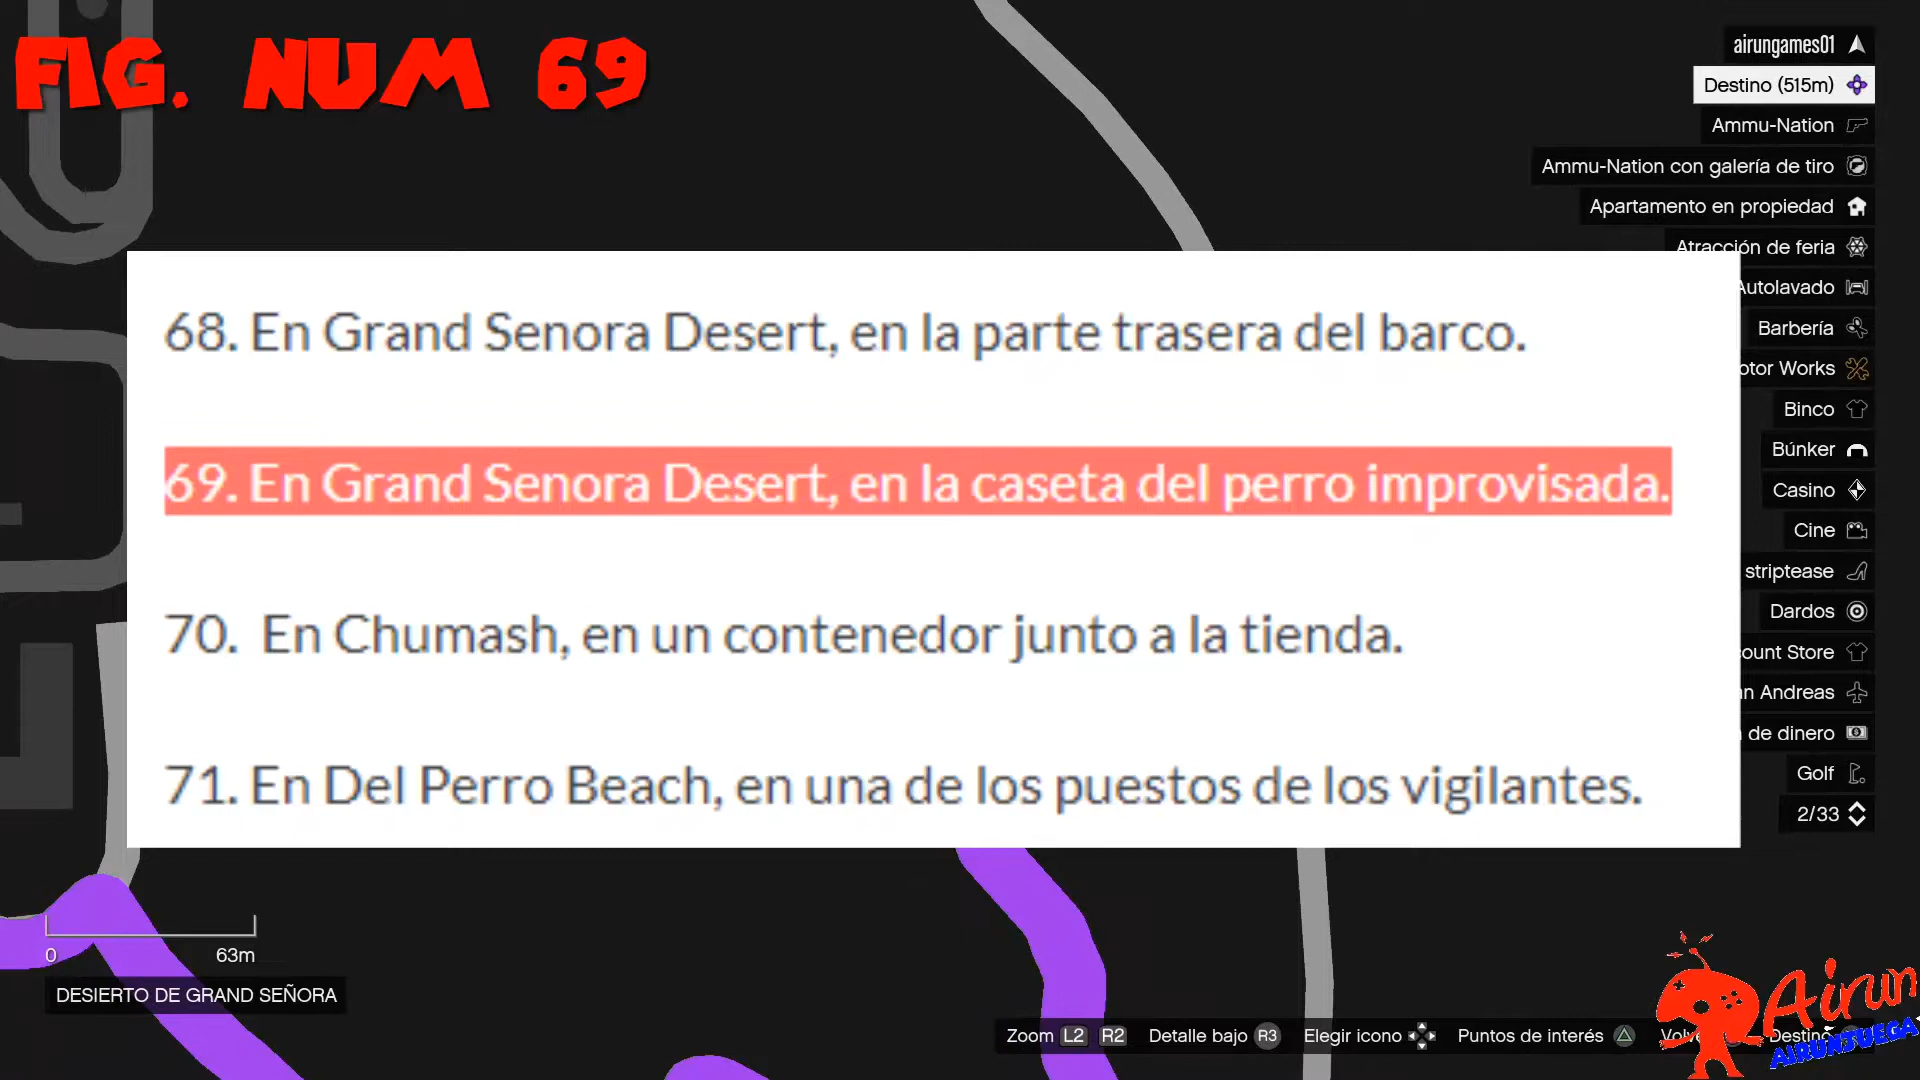 FIG. NUM 69
airungames01
Destino (515m)
Ammu-Nation
Ammu-Nation con galería de tiro
Apartamento en propiedad
Atracción de feria
Autolavado
Barbería
otor Works
Binco
Búnker
Casino
Cine
striptease
Dardos
ount Store
n Andreas
de dinero
Golf
2/33
68. En Grand Senora Desert, en la parte trasera del barco.
69. En Grand Senora Desert, en la caseta del perro improvisada.
70. En Chumash, en un contenedor junto a la tienda.
71. En Del Perro Beach, en una de los puestos de los vigilantes.
0 63m
DESIERTO DE GRAND SEÑORA
Zoom L2 R2 Detalle bajo R3 Elegir icono Puntos de interés Destino
Airun
AIRUNJUEGA